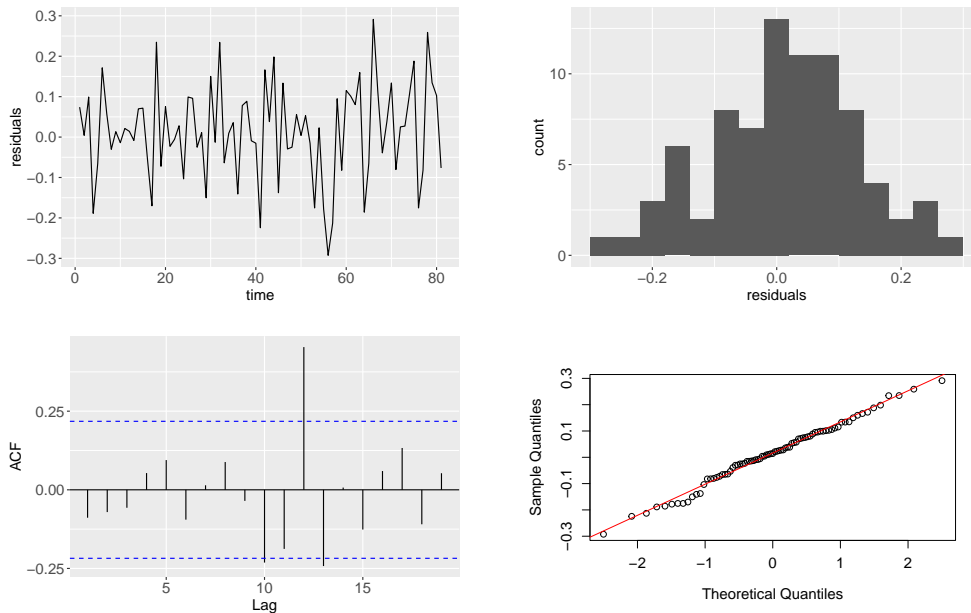 0.3
0.2
0.1
0.0
−0.1
−0.2
−0.3
residuals
0 20 40 60 80
time
10
5
0
count
−0.2 0.0 0.2
residuals
0.25
0.00
−0.25
ACF
5 10 15
Lag
0.3
0.1
−0.1
−0.3
Sample Quantiles
−2 −1 0 1 2
Theoretical Quantiles